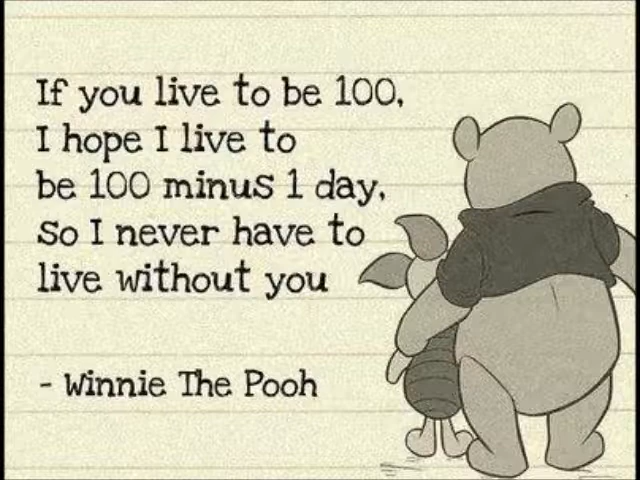 If you live to be 100,
I hope I live to
be 100 minus 1 day,
so I never have to
live without you
- Winnie The Pooh